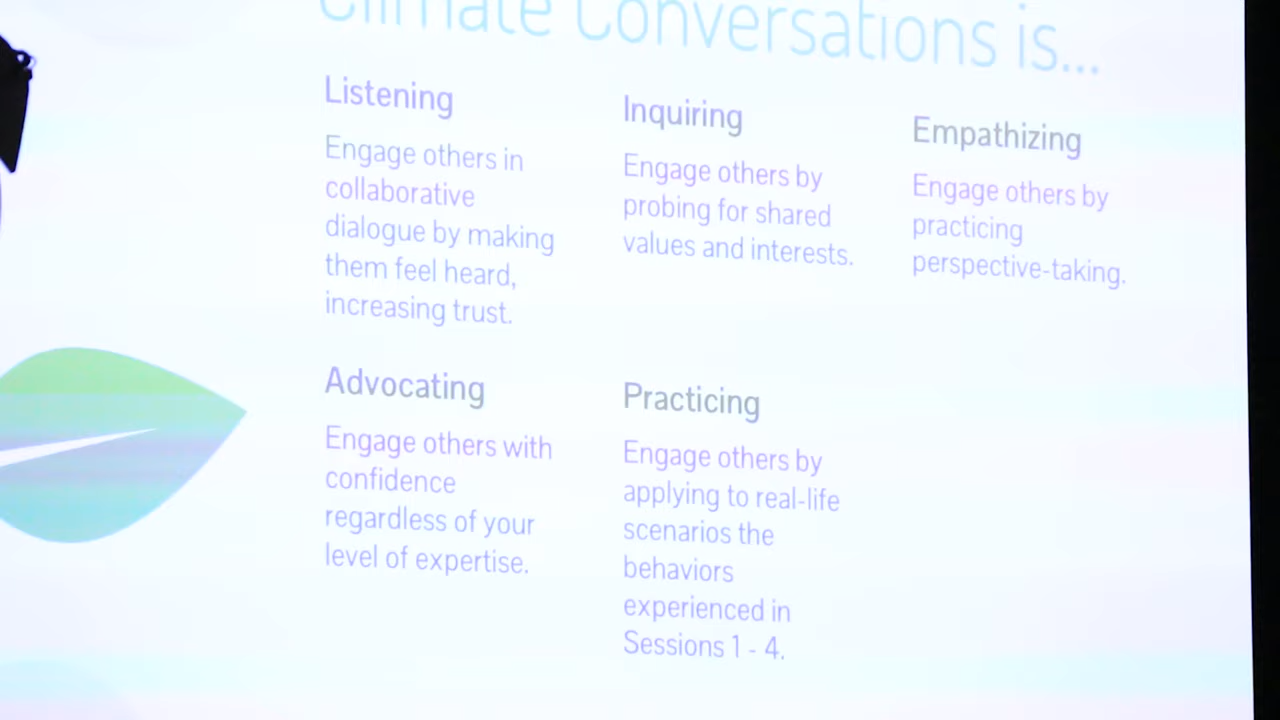 Climate Conversations is...
Listening
Engage others in
collaborative
dialogue by making
them feel heard,
increasing trust.
Inquiring
Engage others by
probing for shared
values and interests.
Empathizing
Engage others by
practicing
perspective-taking.
Advocating
Engage others with
confidence
regardless of your
level of expertise.
Practicing
Engage others by
applying to real-life
scenarios the
behaviors
experienced in
Sessions 1 - 4.